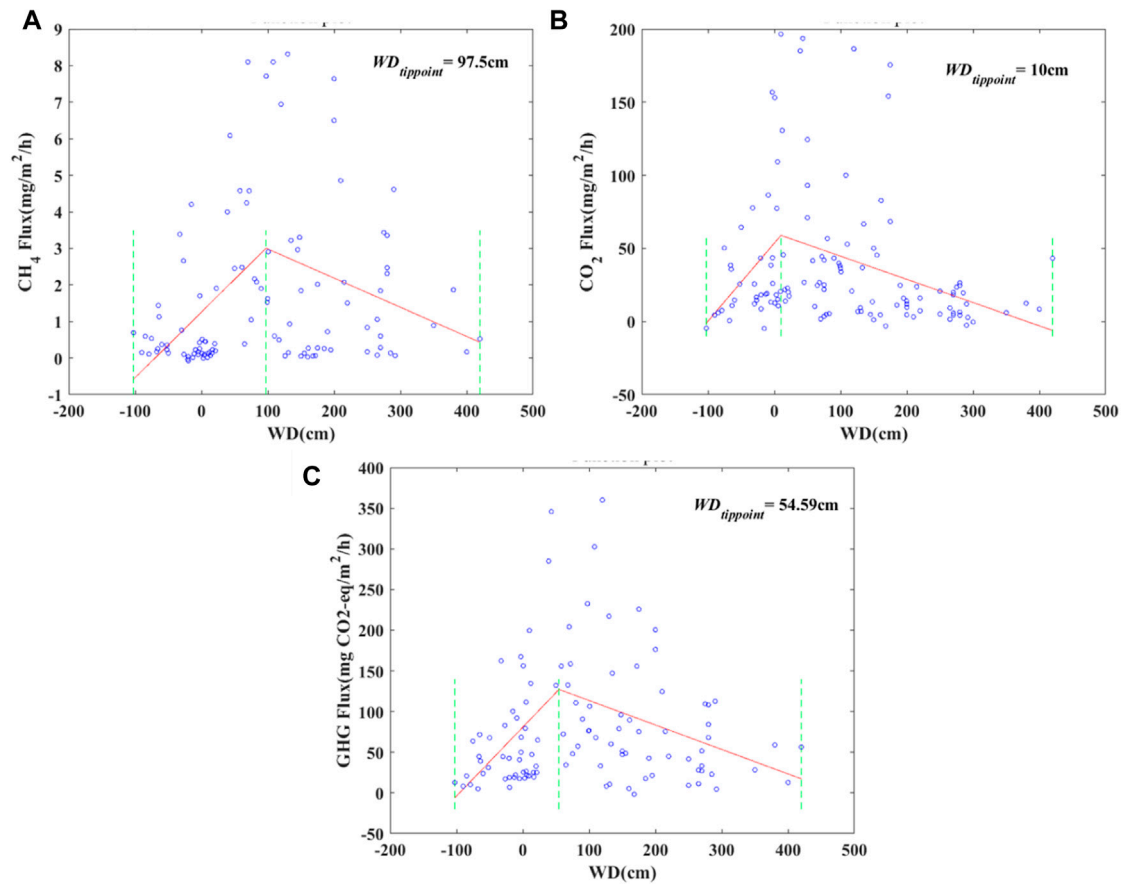 A
WD_tippoint = 97.5cm
CH4 Flux(mg/m²/h)
9
8
7
6
5
4
3
2
1
0
-1
-200 -100 0 100 200 300 400 500
WD(cm)
B
WD_tippoint = 10cm
CO2 Flux(mg/m²/h)
200
150
100
50
0
-50
-200 -100 0 100 200 300 400 500
WD(cm)
C
WD_tippoint = 54.59cm
GHG Flux(mg CO2-eq/m²/h)
400
350
300
250
200
150
100
50
0
-50
-200 -100 0 100 200 300 400 500
WD(cm)